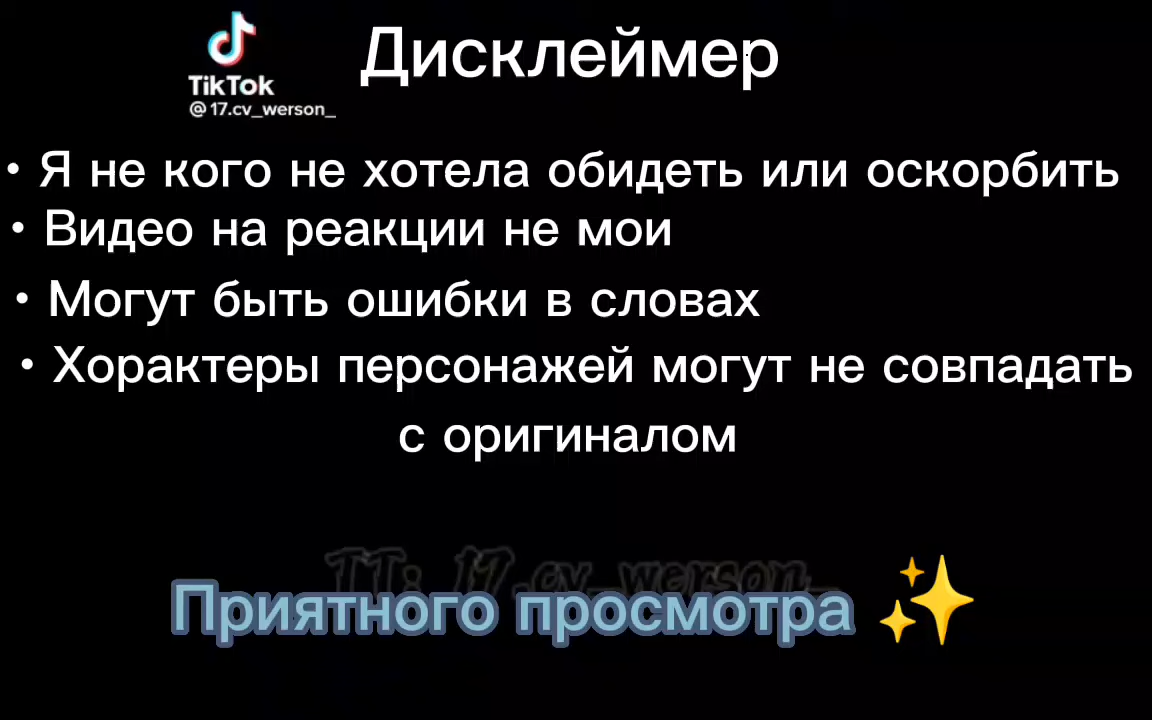 TikTok
@17.cv_werson_
Дисклеймер
• Я не кого не хотела обидеть или оскорбить
• Видео на реакции не мои
• Могут быть ошибки в словах
• Хорактеры персонажей могут не совпадать
с оригиналом
TT: 17.cv_werson_
Приятного просмотра ✨